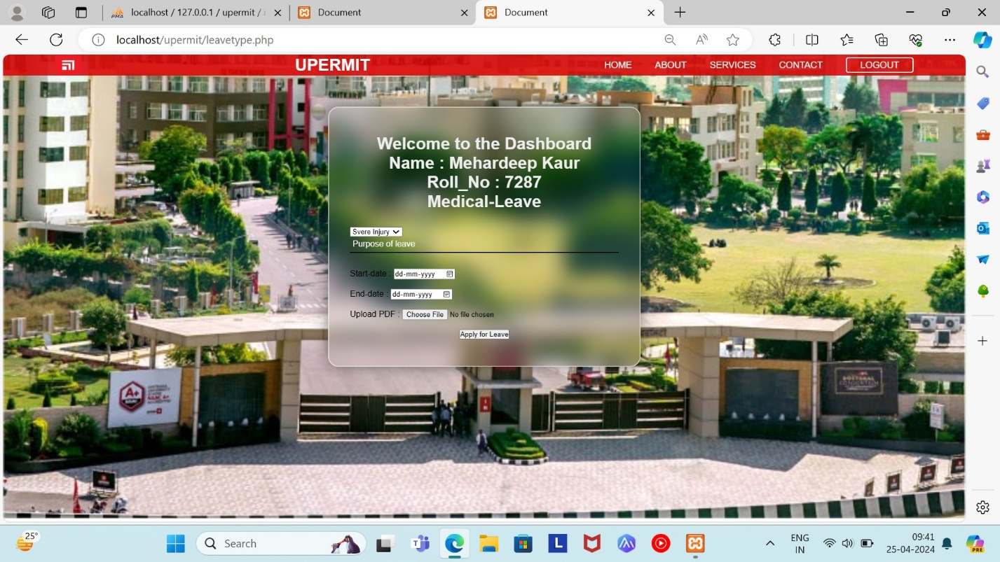 localhost / 127.0.0.1 / upermit /
Document
Document
localhost/upermit/leavetype.php
UPERMIT
HOME
ABOUT
SERVICES
CONTACT
LOGOUT
Welcome to the Dashboard
Name : Mehardeep Kaur
Roll_No : 7287
Medical-Leave
Svere Injury
Purpose of leave
Start-date : dd-mm-yyyy
End-date : dd-mm-yyyy
Upload PDF : Choose File No file chosen
Apply for Leave
A+
25°
Search
ENG
IN
09:41
25-04-2024
PRE